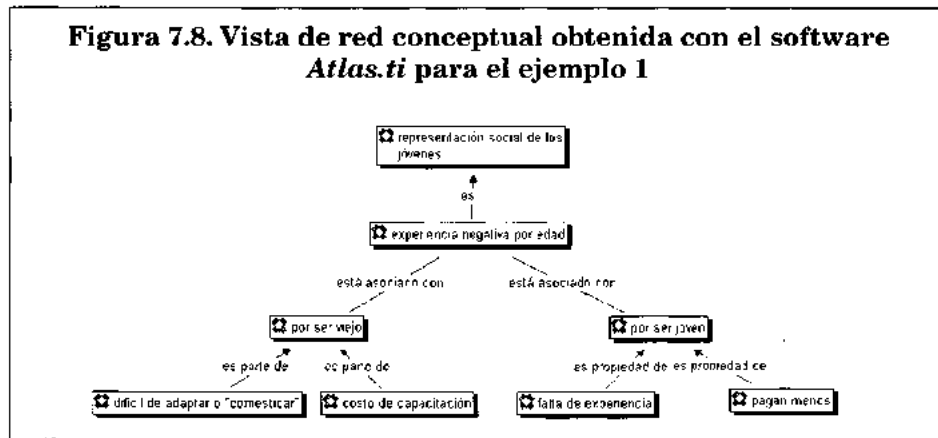 Figura 7.8. Vista de red conceptual obtenida con el software
Atlas.ti para el ejemplo 1
representación social de los
jóvenes
es
experiencia negativa por edad
está asociado con
está asociado con
por ser viejo
por ser joven
es parte de
es parte de
es propiedad de
es propiedad de
dificil de adaptar o "domesticar"
costo de capacitación
falta de experiencia
pagan menos